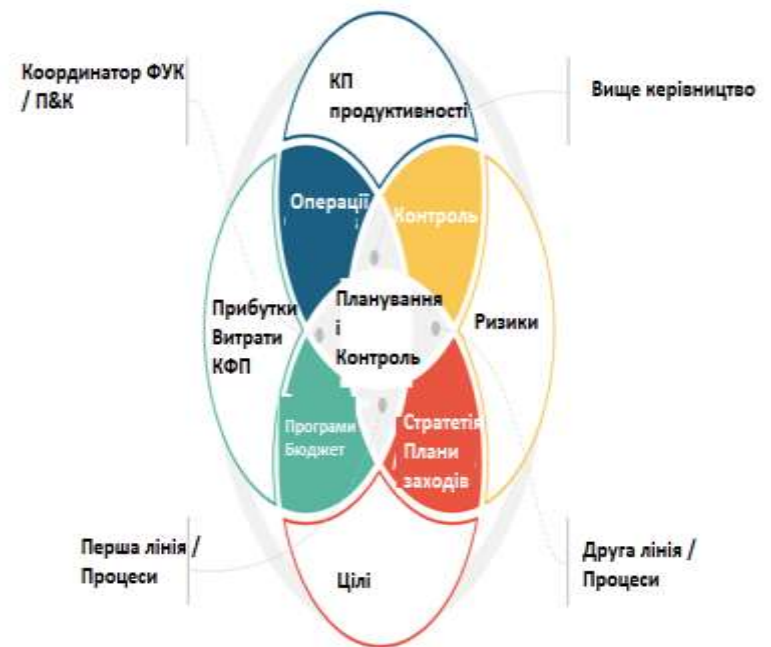 Координатор ФУК
/ П&К
КП
продуктивності
Вище керівництво
Операції
і
Контроль
Прибутки
Витрати
КФП
Планування
і
Контроль
Ризики
Програми
Бюджет
Стратетія
Плани
заходів
Перша лінія /
Процеси
Цілі
Друга лінія /
Процеси